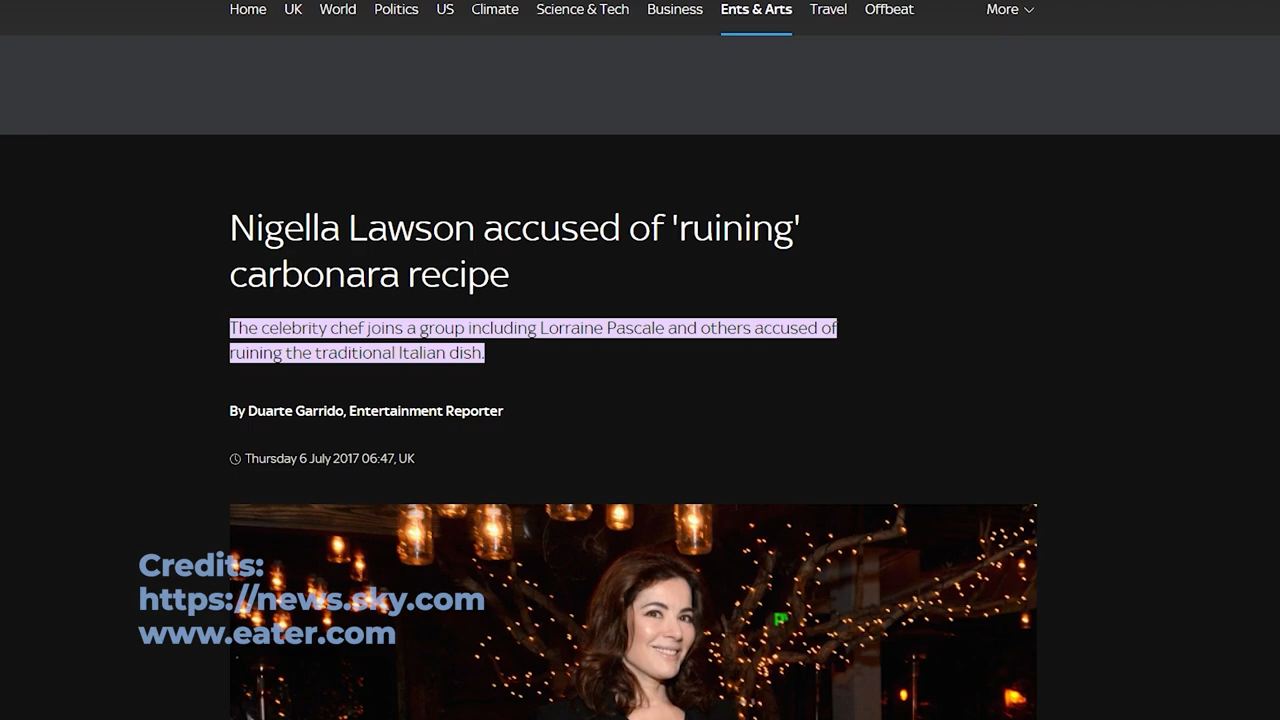 Home UK World Politics US Climate Science & Tech Business Ents & Arts Travel Offbeat More
Nigella Lawson accused of 'ruining'
carbonara recipe
The celebrity chef joins a group including Lorraine Pascale and others accused of
ruining the traditional Italian dish.
By Duarte Garrido, Entertainment Reporter
Thursday 6 July 2017 06:47, UK
Credits:
https://news.sky.com
www.eater.com